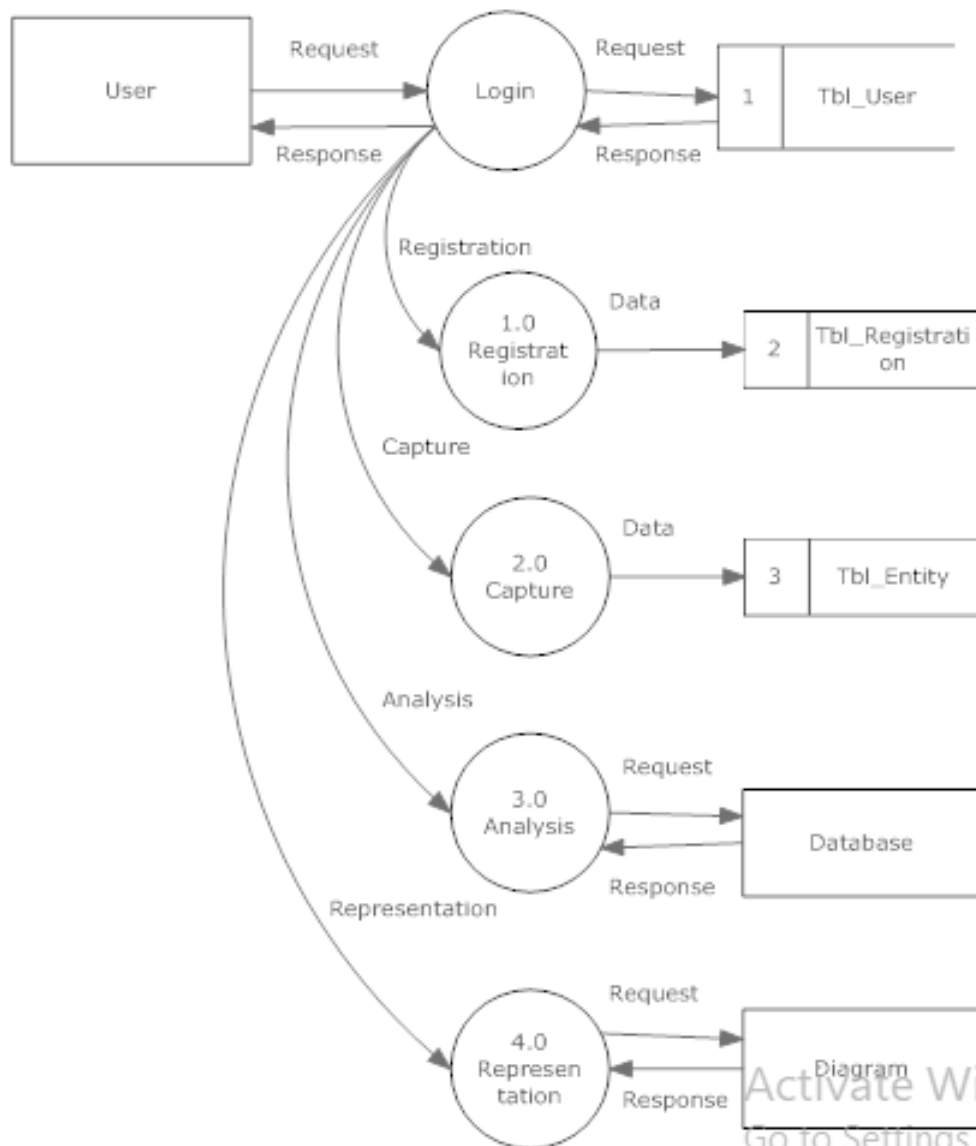 Request
Request
User
Login
1
Tbl_User
Response
Response
Registration
Data
1.0
Registrat
ion
2
Tbl_Registrati
on
Capture
Data
2.0
Capture
3
Tbl_Entity
Analysis
Request
3.0
Analysis
Database
Response
Representation
Request
4.0
Represen
tation
Diagram
Activate Wi
Response
Go to Settings